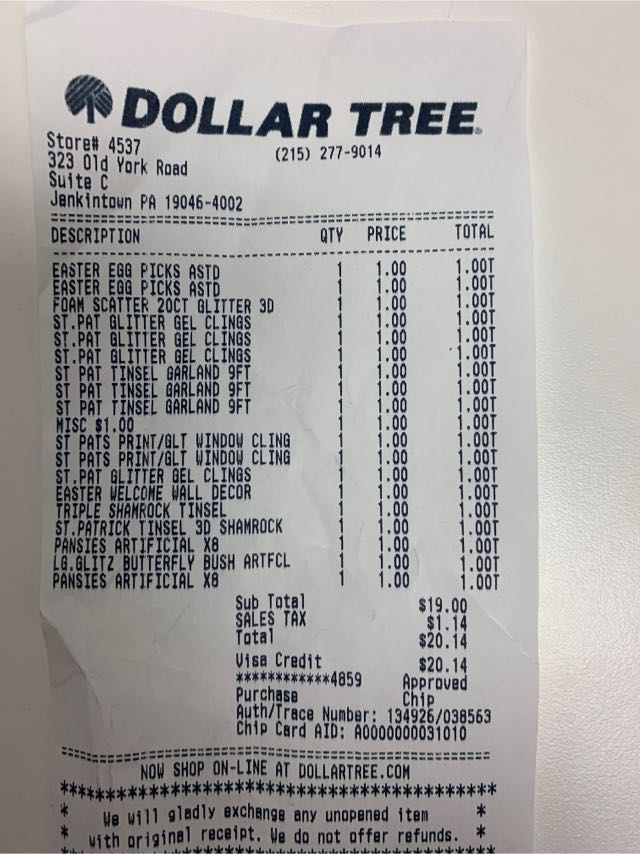 DOLLAR TREE
Store# 4537 (215) 277-9014
323 Old York Road
Suite C
Jenkintown PA 19046-4002
DESCRIPTION QTY PRICE TOTAL
EASTER EGG PICKS ASTD 1 1.00 1.00T
EASTER EGG PICKS ASTD 1 1.00 1.00T
FOAM SCATTER 20CT GLITTER 3D 1 1.00 1.00T
ST.PAT GLITTER GEL CLINGS 1 1.00 1.00T
ST.PAT GLITTER GEL CLINGS 1 1.00 1.00T
ST.PAT GLITTER GEL CLINGS 1 1.00 1.00T
ST PAT TINSEL GARLAND 9FT 1 1.00 1.00T
ST PAT TINSEL GARLAND 9FT 1 1.00 1.00T
ST PAT TINSEL GARLAND 9FT 1 1.00 1.00T
MISC $1.00 1 1.00 1.00T
ST PATS PRINT/GLT WINDOW CLING 1 1.00 1.00T
ST PATS PRINT/GLT WINDOW CLING 1 1.00 1.00T
ST.PAT GLITTER GEL CLINGS 1 1.00 1.00T
EASTER WELCOME WALL DECOR 1 1.00 1.00T
TRIPLE SHAMROCK TINSEL 1 1.00 1.00T
ST.PATRICK TINSEL 3D SHAMROCK 1 1.00 1.00T
PANSIES ARTIFICIAL X8 1 1.00 1.00T
LG.GLITZ BUTTERFLY BUSH ARTFCL 1 1.00 1.00T
PANSIES ARTIFICIAL X8 1 1.00 1.00T
Sub Total $19.00
SALES TAX $1.14
Total $20.14
Visa Credit $20.14
************4859 Approved
Purchase Chip
Auth/Trace Number: 134926/038563
Chip Card AID: A0000000031010
NOW SHOP ON-LINE AT DOLLARTREE.COM
******************************************
* We will gladly exchange any unopened item *
* with original receipt. We do not offer refunds. *